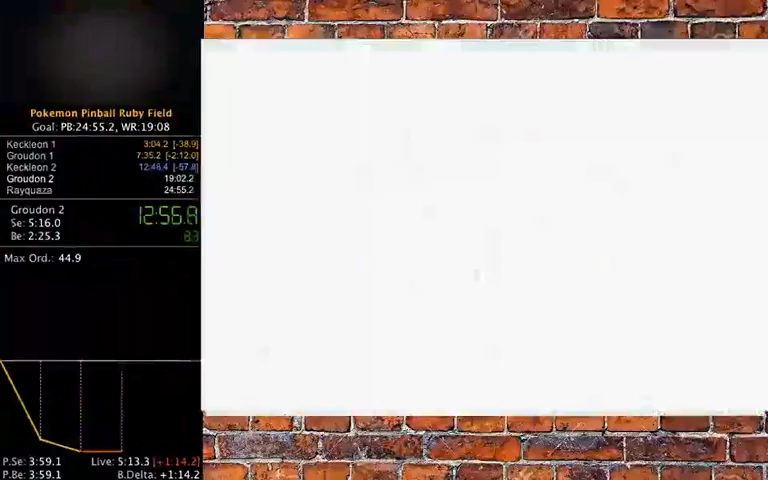 Pokemon Pinball Ruby Field
Goal: PB:24:55.2, WR:19:08
Keckleon 1 3:04.2 [-38.9]
Groudon 1 7:35.2 [-2:12.0]
Keckleon 2 12:46.4 [-57.8]
Groudon 2 19:02.2
Rayquaza 24:55.2
Groudon 2 12:56.8
Se: 5:16.0
Be: 2:25.3 8.3
Max Ord.: 44.9
P.Se: 3:59.1 Live: 5:13.3 [+1:14.2]
P.Be: 3:59.1 B.Delta: +1:14.2